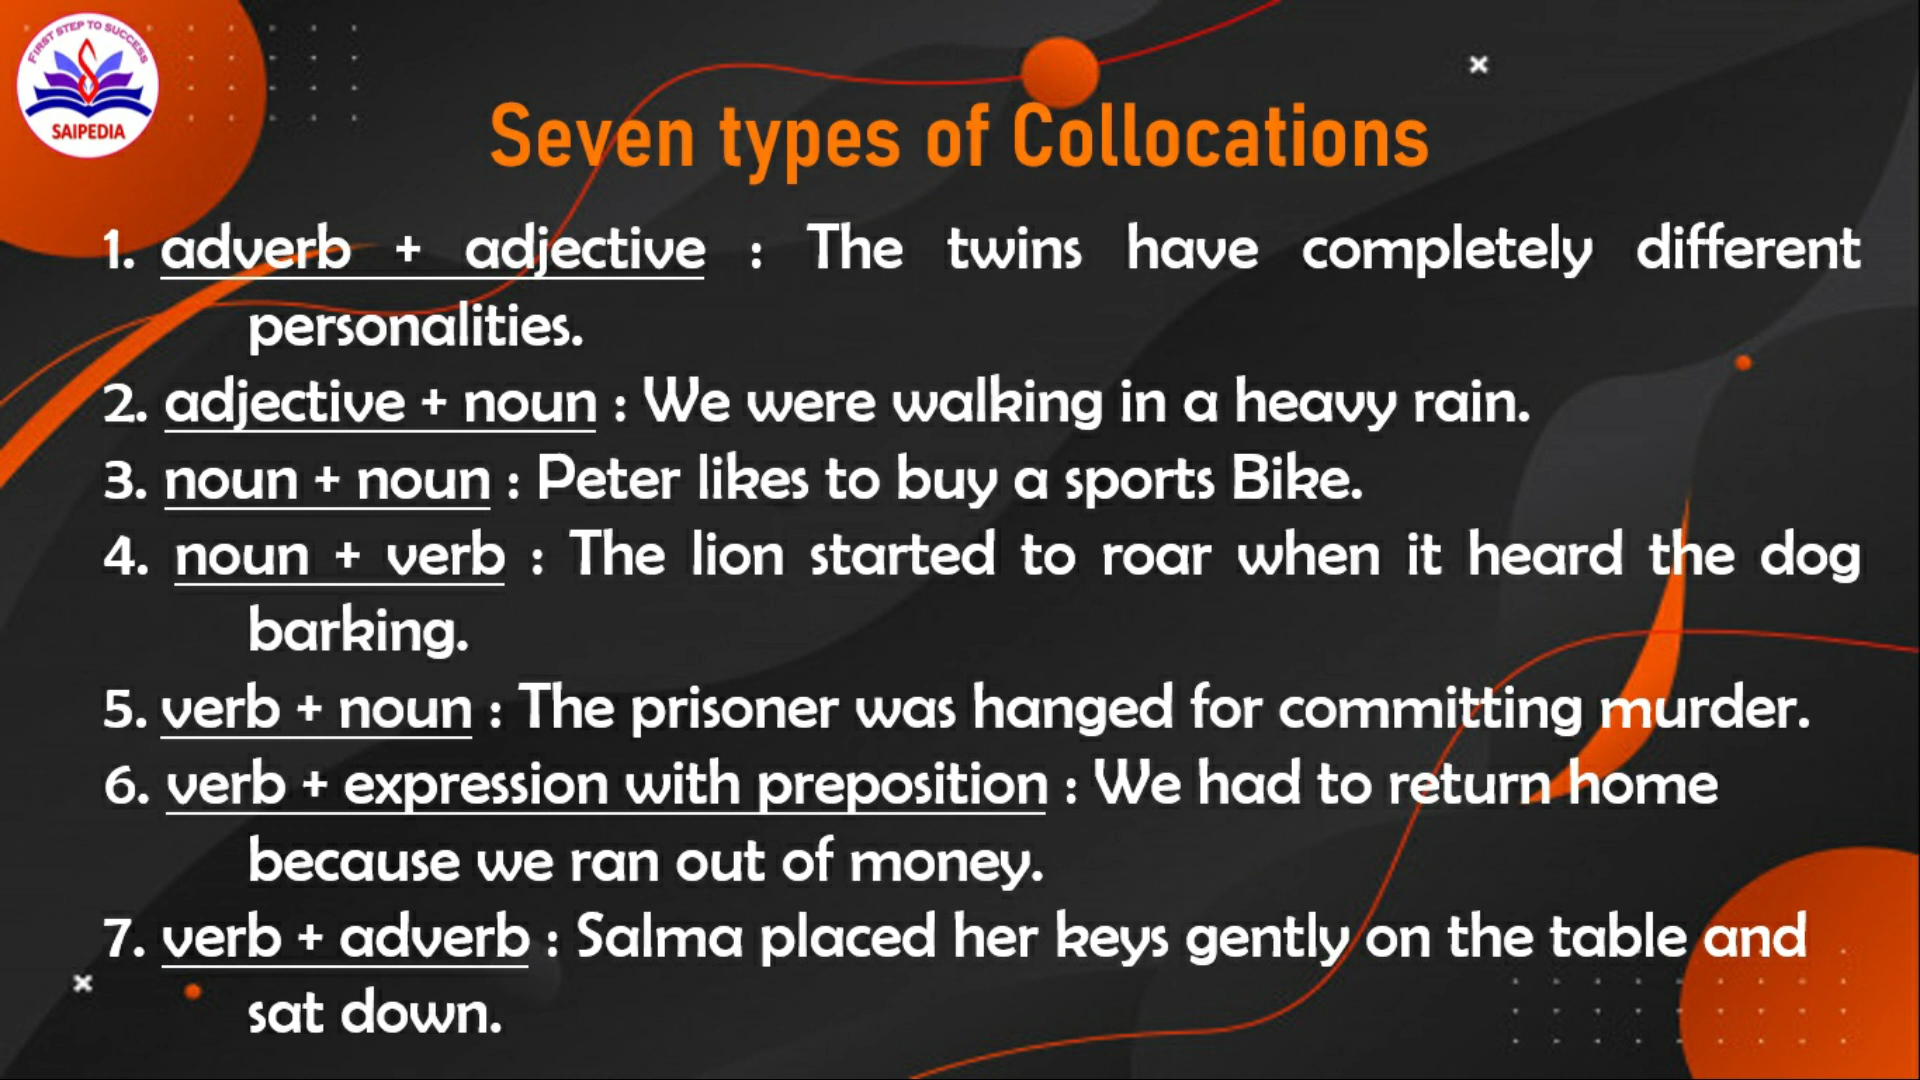 FIRST STEP TO SUCCESS
SAIPEDIA
Seven types of Collocations
1. adverb + adjective : The twins have completely different
personalities.
2. adjective + noun : We were walking in a heavy rain.
3. noun + noun : Peter likes to buy a sports Bike.
4. noun + verb : The lion started to roar when it heard the dog
barking.
5. verb + noun : The prisoner was hanged for committing murder.
6. verb + expression with preposition : We had to return home
because we ran out of money.
7. verb + adverb : Salma placed her keys gently on the table and
sat down.